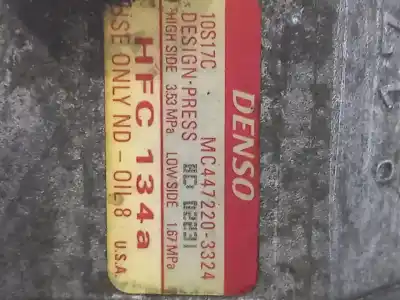 DENSO
10S17C MC447220-3324
DESIGN·PRESS
HIGH SIDE 3.53 MPa LOW SIDE 1.67 MPa
HFC 134a
USE ONLY ND-OIL 8 U.S.A.